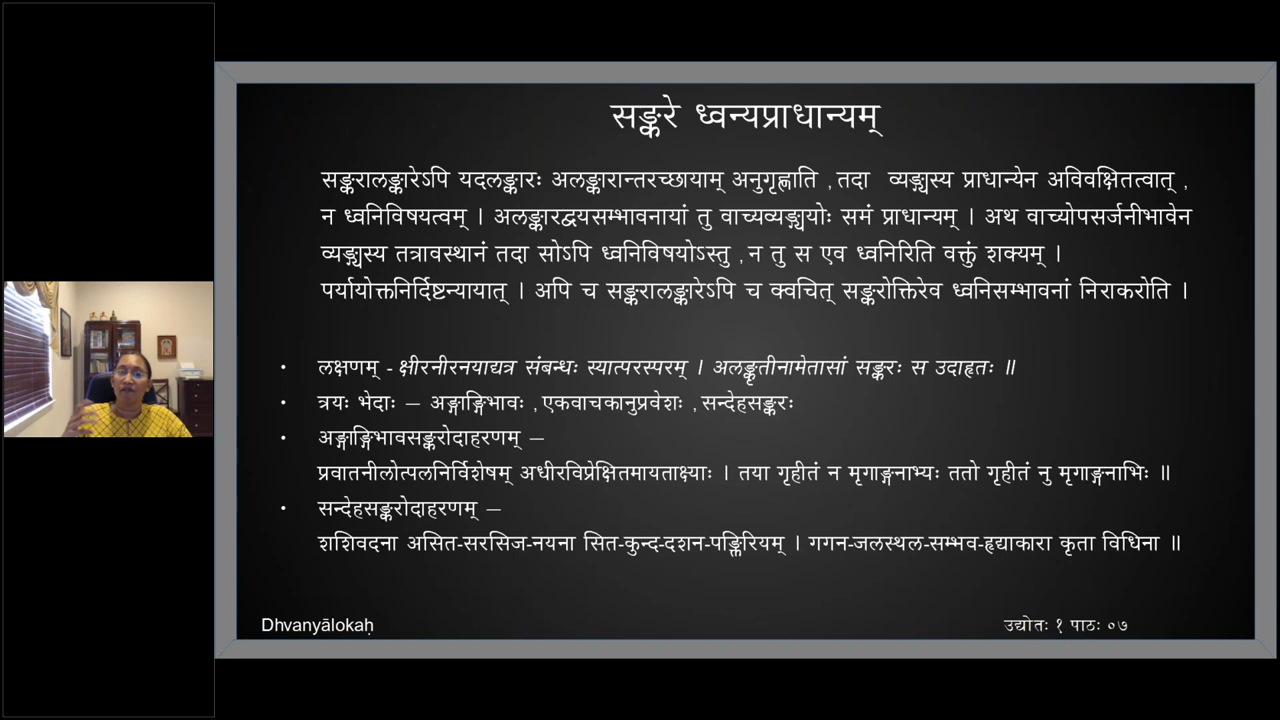 सङ्करे ध्वन्यप्राधान्यम्
सङ्करालङ्कारेऽपि यदलङ्कारः अलङ्कारान्तरच्छायाम् अनुगृह्णाति , तदा व्यङ्ग्यस्य प्राधान्येन अविवक्षितत्वात् ,
न ध्वनिविषयत्वम् । अलङ्कारद्वयसम्भावनायां तु वाच्यव्यङ्ग्ययोः समं प्राधान्यम् । अथ वाच्योपसर्जनीभावेन
व्यङ्ग्यस्य तत्रावस्थानं तदा सोऽपि ध्वनिविषयोऽस्तु , न तु स एव ध्वनिरिति वक्तुं शक्यम् ।
पर्यायोक्तनिर्दिष्टन्यायात् । अपि च सङ्करालङ्कारेऽपि च क्वचित् सङ्करोक्तिरेव ध्वनिसम्भावनां निराकरोति ।
• लक्षणम् - क्षीरनीरनयाद्यत्र संबन्धः स्यात्परस्परम् । अलङ्कृतीनामेतासां सङ्करः स उदाहृतः ॥
• त्रयः भेदाः – अङ्गाङ्गिभावः , एकवाचकानुप्रवेशः , सन्देहसङ्करः
• अङ्गाङ्गिभावसङ्करोदाहरणम् –
प्रवातनीलोत्पलनिर्विशेषम् अधीरविप्रेक्षितमायताक्ष्याः । तया गृहीतं न मृगाङ्गनाभ्यः ततो गृहीतं नु मृगाङ्गनाभिः ॥
• सन्देहसङ्करोदाहरणम् –
शशिवदना असित-सरसिज-नयना सित-कुन्द-दशन-पङ्क्तिरियम् । गगन-जलस्थल-सम्भव-हृद्याकारा कृता विधिना ॥
Dhvanyālokaḥ उद्योतः १ पाठः ०७